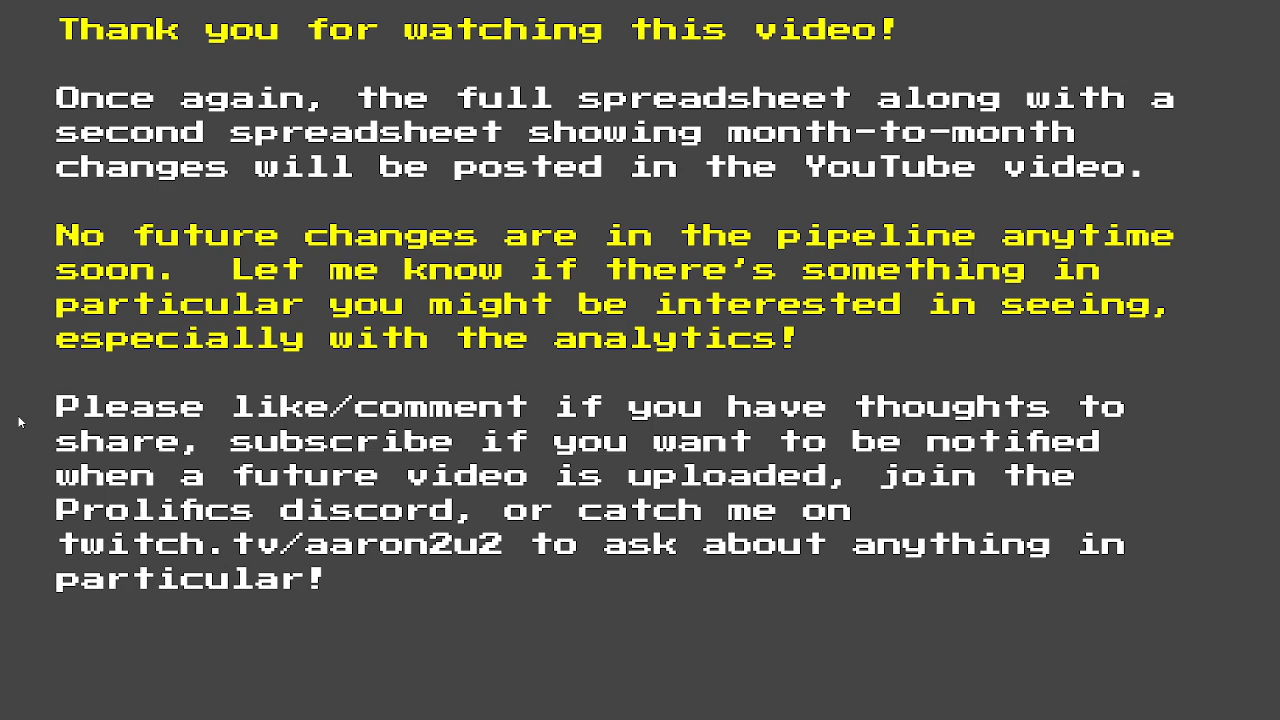 Thank you for watching this video!
Once again, the full spreadsheet along with a
second spreadsheet showing month-to-month
changes will be posted in the YouTube video.
No future changes are in the pipeline anytime
soon.  Let me know if there's something in
particular you might be interested in seeing,
especially with the analytics!
Please like/comment if you have thoughts to
share, subscribe if you want to be notified
when a future video is uploaded, join the
Prolifics discord, or catch me on
twitch.tv/aaron2u2 to ask about anything in
particular!